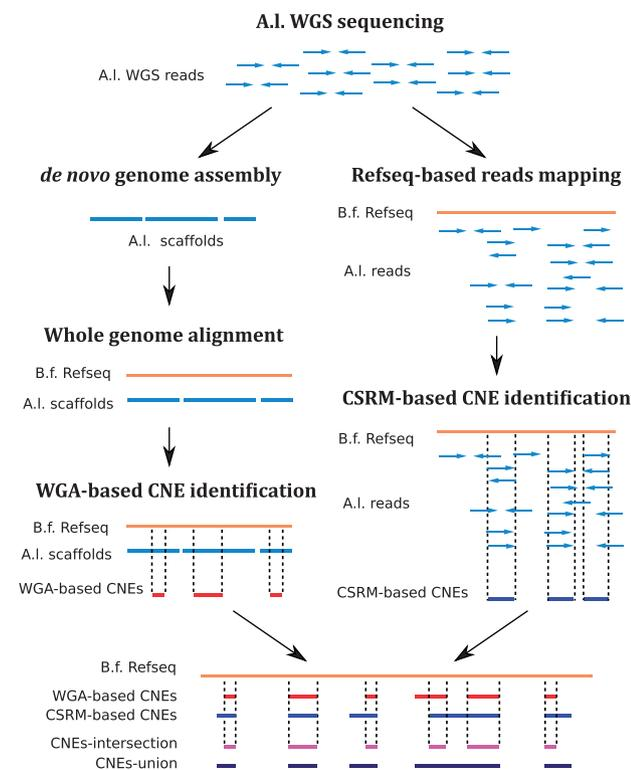 A.l. WGS sequencing
A.l. WGS reads
de novo genome assembly
A.l. scaffolds
Whole genome alignment
B.f. Refseq
A.l. scaffolds
WGA-based CNE identification
B.f. Refseq
A.l. scaffolds
WGA-based CNEs
Refseq-based reads mapping
B.f. Refseq
A.l. reads
CSRM-based CNE identification
B.f. Refseq
A.l. reads
CSRM-based CNEs
B.f. Refseq
WGA-based CNEs
CSRM-based CNEs
CNEs-intersection
CNEs-union